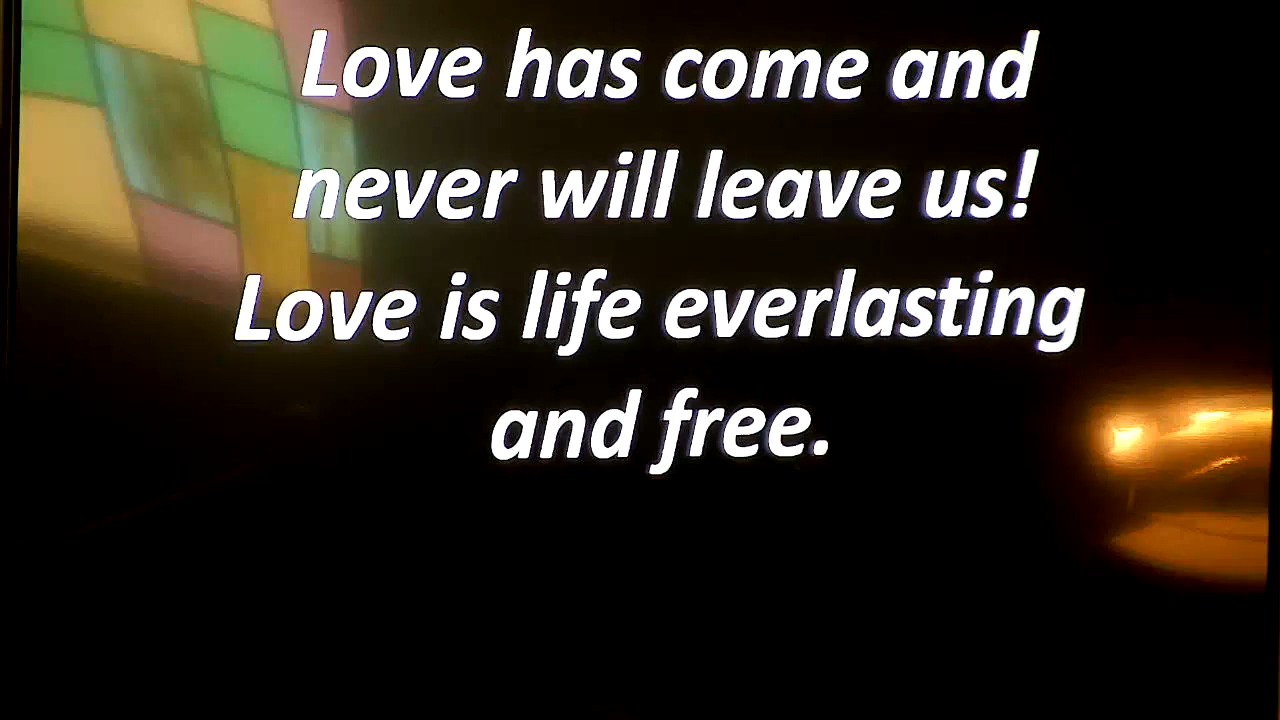 Love has come and
never will leave us!
Love is life everlasting
and free.